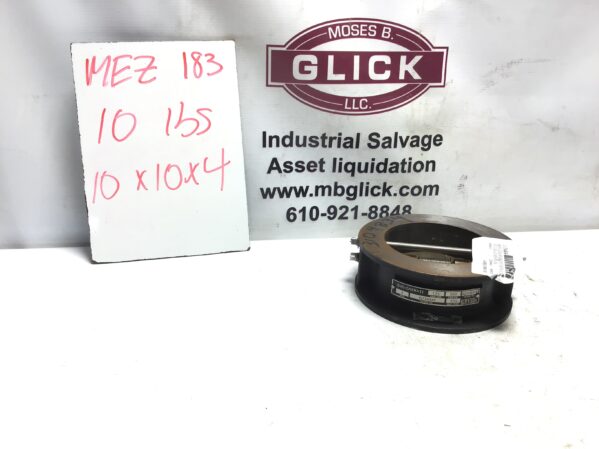 MEZ 183
10 lbs
10 x 10 x 4
MOSES B.
GLICK
LLC.
Industrial Salvage
Asset liquidation
www.mbglick.com
610-921-8848